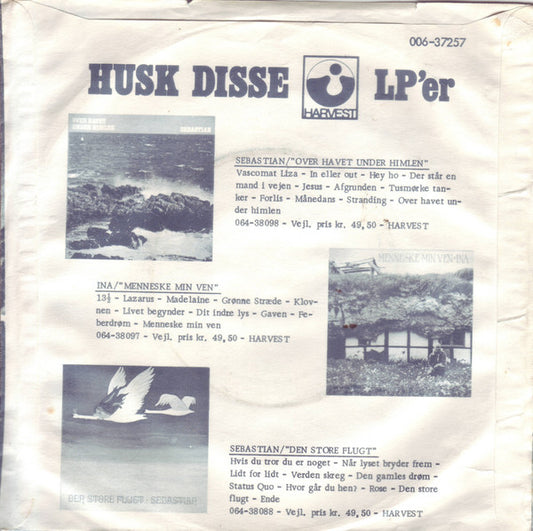 006-37257
HUSK DISSE HARVEST LP'er
OVER HAVET
UNDER HIMLEN SEBASTIAN
SEBASTIAN/"OVER HAVET UNDER HIMLEN"
Vascomat Liza - In eller out - Hey ho - Der står en
mand i vejen - Jesus - Afgrunden - Tusmørke tan-
ker - Forlis - Månedans - Stranding - Over havet un-
der himlen
064-38098 - Vejl. pris kr. 49,50 - HARVEST
MENNESKE MIN VEN·INA
INA/"MENNESKE MIN VEN"
13½ - Lazarus - Madelaine - Grønne Stræde - Klov-
nen - Livet begynder - Dit indre lys - Gaven - Fe-
berdrøm - Menneske min ven
064-38097 - Vejl. pris kr. 49,50 - HARVEST
DEN STORE FLUGT · SEBASTIAN
SEBASTIAN/"DEN STORE FLUGT"
Hvis du tror du er noget - Når lyset bryder frem -
Lidt for lidt - Verden skreg - Den gamles drøm -
Status Quo - Hvor går du hen? - Rose - Den store
flugt - Ende
064-38088 - Vejl. pris kr. 49,50 - HARVEST